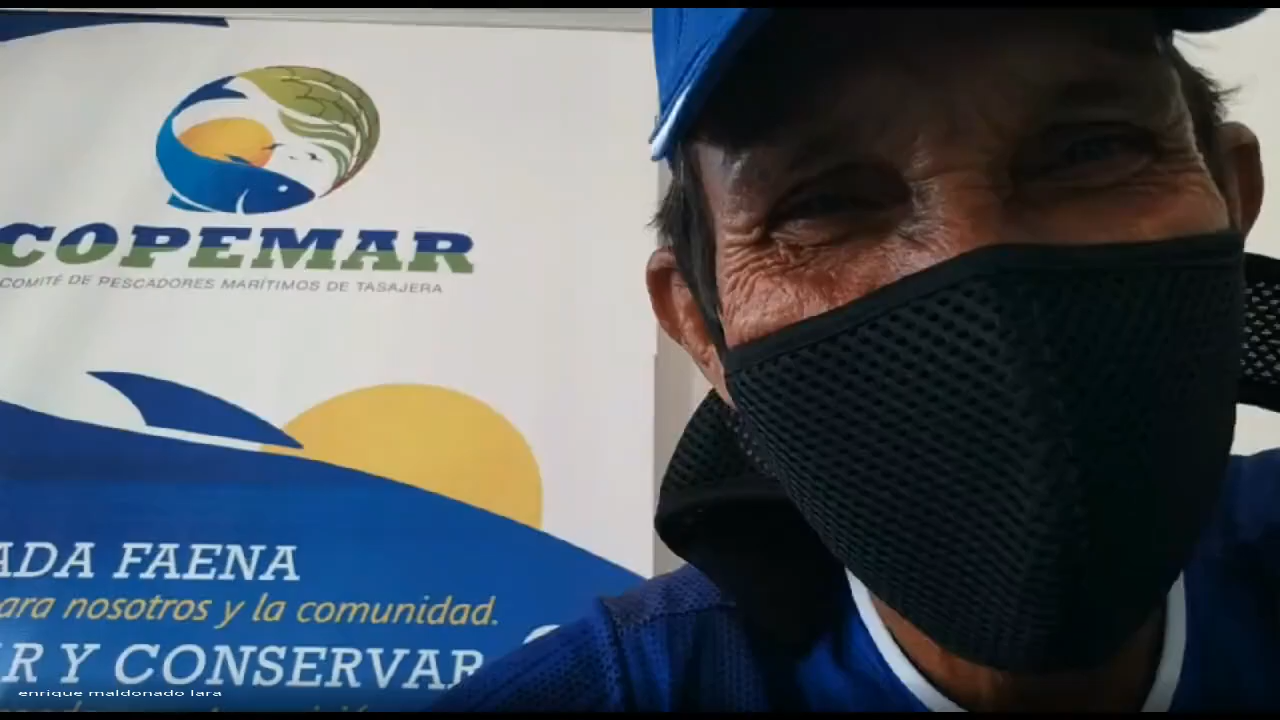 COPEMAR
COMITÉ DE PESCADORES MARÍTIMOS DE TASAJERA
ADA FAENA
ara nosotros y la comunidad.
R Y CONSERVAR
enrique maldonado lara